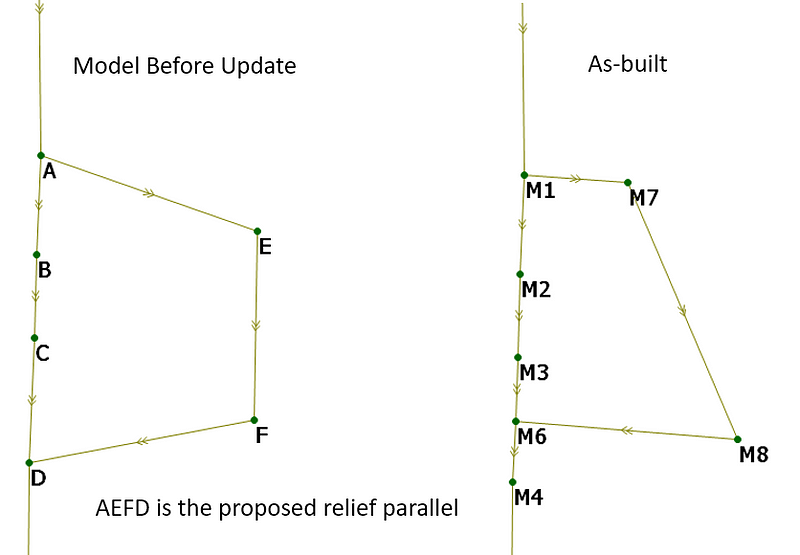 Model Before Update
As-built
A
M1
M7
E
B
M2
C
M3
F
M6
M8
D
M4
AEFD is the proposed relief parallel